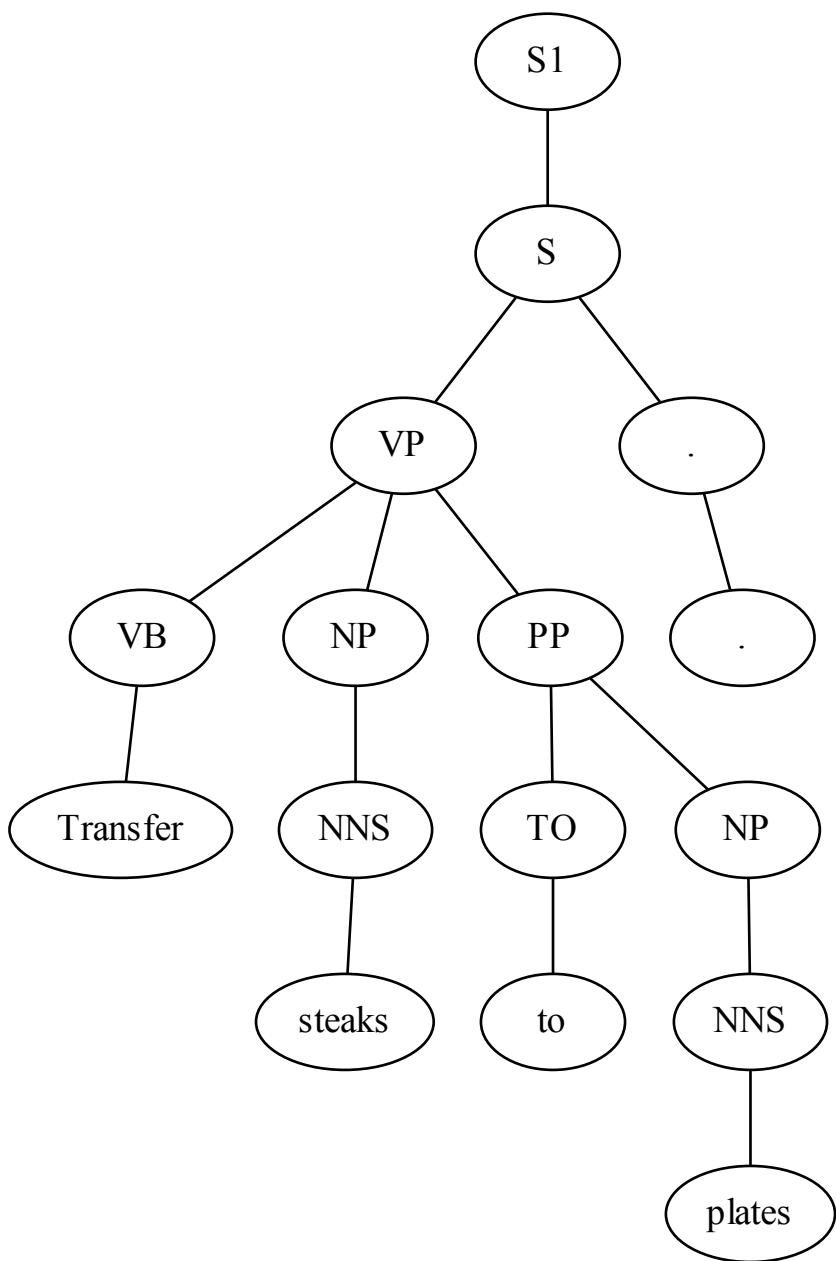 S1
S
VP .
VB NP PP .
Transfer NNS TO NP
steaks to NNS
plates